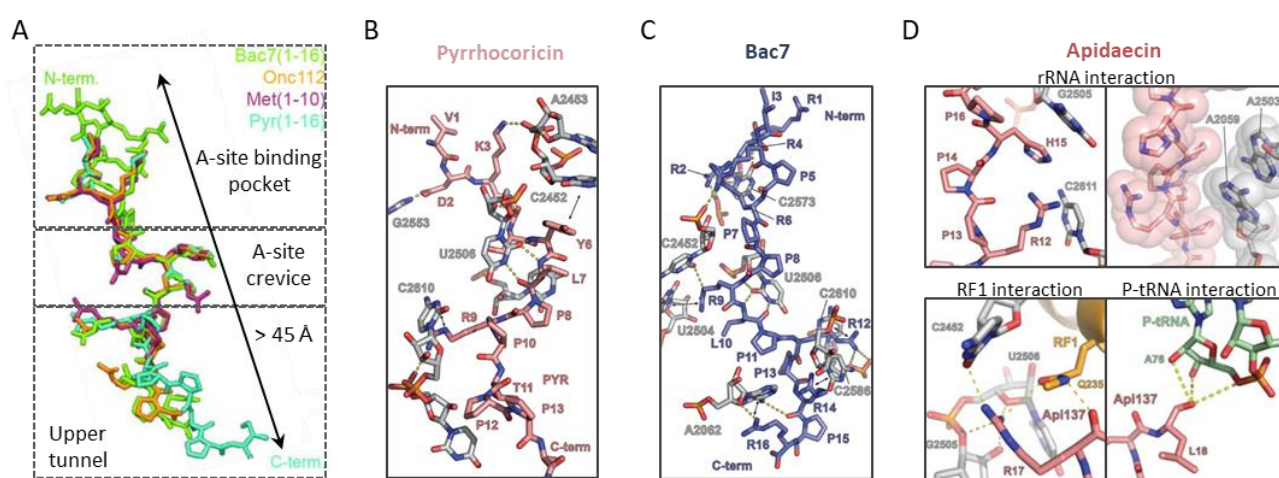 A
Bac7(1-16)
Onc112
Met(1-10)
Pyr(1-16)
N-term.
A-site binding
pocket
A-site
crevice
> 45 Å
Upper
tunnel
C-term.
B
Pyrrhocoricin
A2453
V1
N-term
K3
C2452
D2
G2553
Y6
U2506
L7
C2610
P8
R9
P10
T11
PYR
P13
P12
C-term
C
Bac7
I3
R1
N-term
R4
R2
P5
C2573
R6
C2452
P7
P8
U2506
R9
C2610
U2504
R12
L10
P11
P13
C2586
R14
A2062
R16
P15
C-term
D
Apidaecin
rRNA interaction
G2505
P16
H15
P14
C2611
P13
R12
A2503
A2059
RF1 interaction
C2452
RF1
U2506
Q235
Api137
G2505
R17
P-tRNA interaction
P-tRNA
A76
Api137
L18